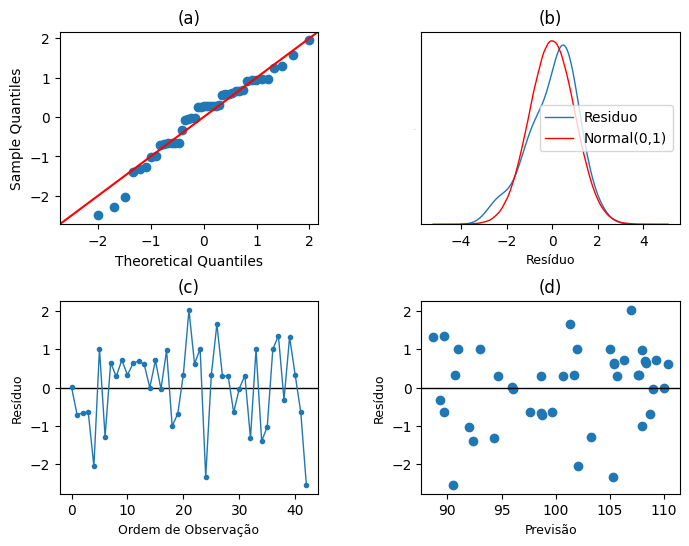 (a)
2
1
0
−1
−2
Sample Quantiles
−2 −1 0 1 2
Theoretical Quantiles
(b)
Residuo
Normal(0,1)
−4 −2 0 2 4
Resíduo
(c)
2
1
0
−1
−2
Resíduo
0 10 20 30 40
Ordem de Observação
(d)
2
1
0
−1
−2
Resíduo
90 95 100 105 110
Previsão